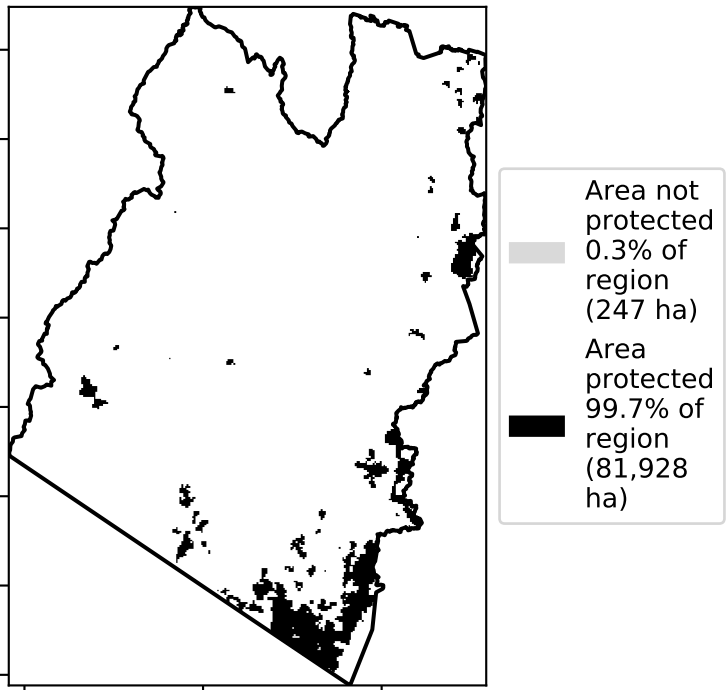 Area not
protected
0.3% of
region
(247 ha)
Area
protected
99.7% of
region
(81,928
ha)